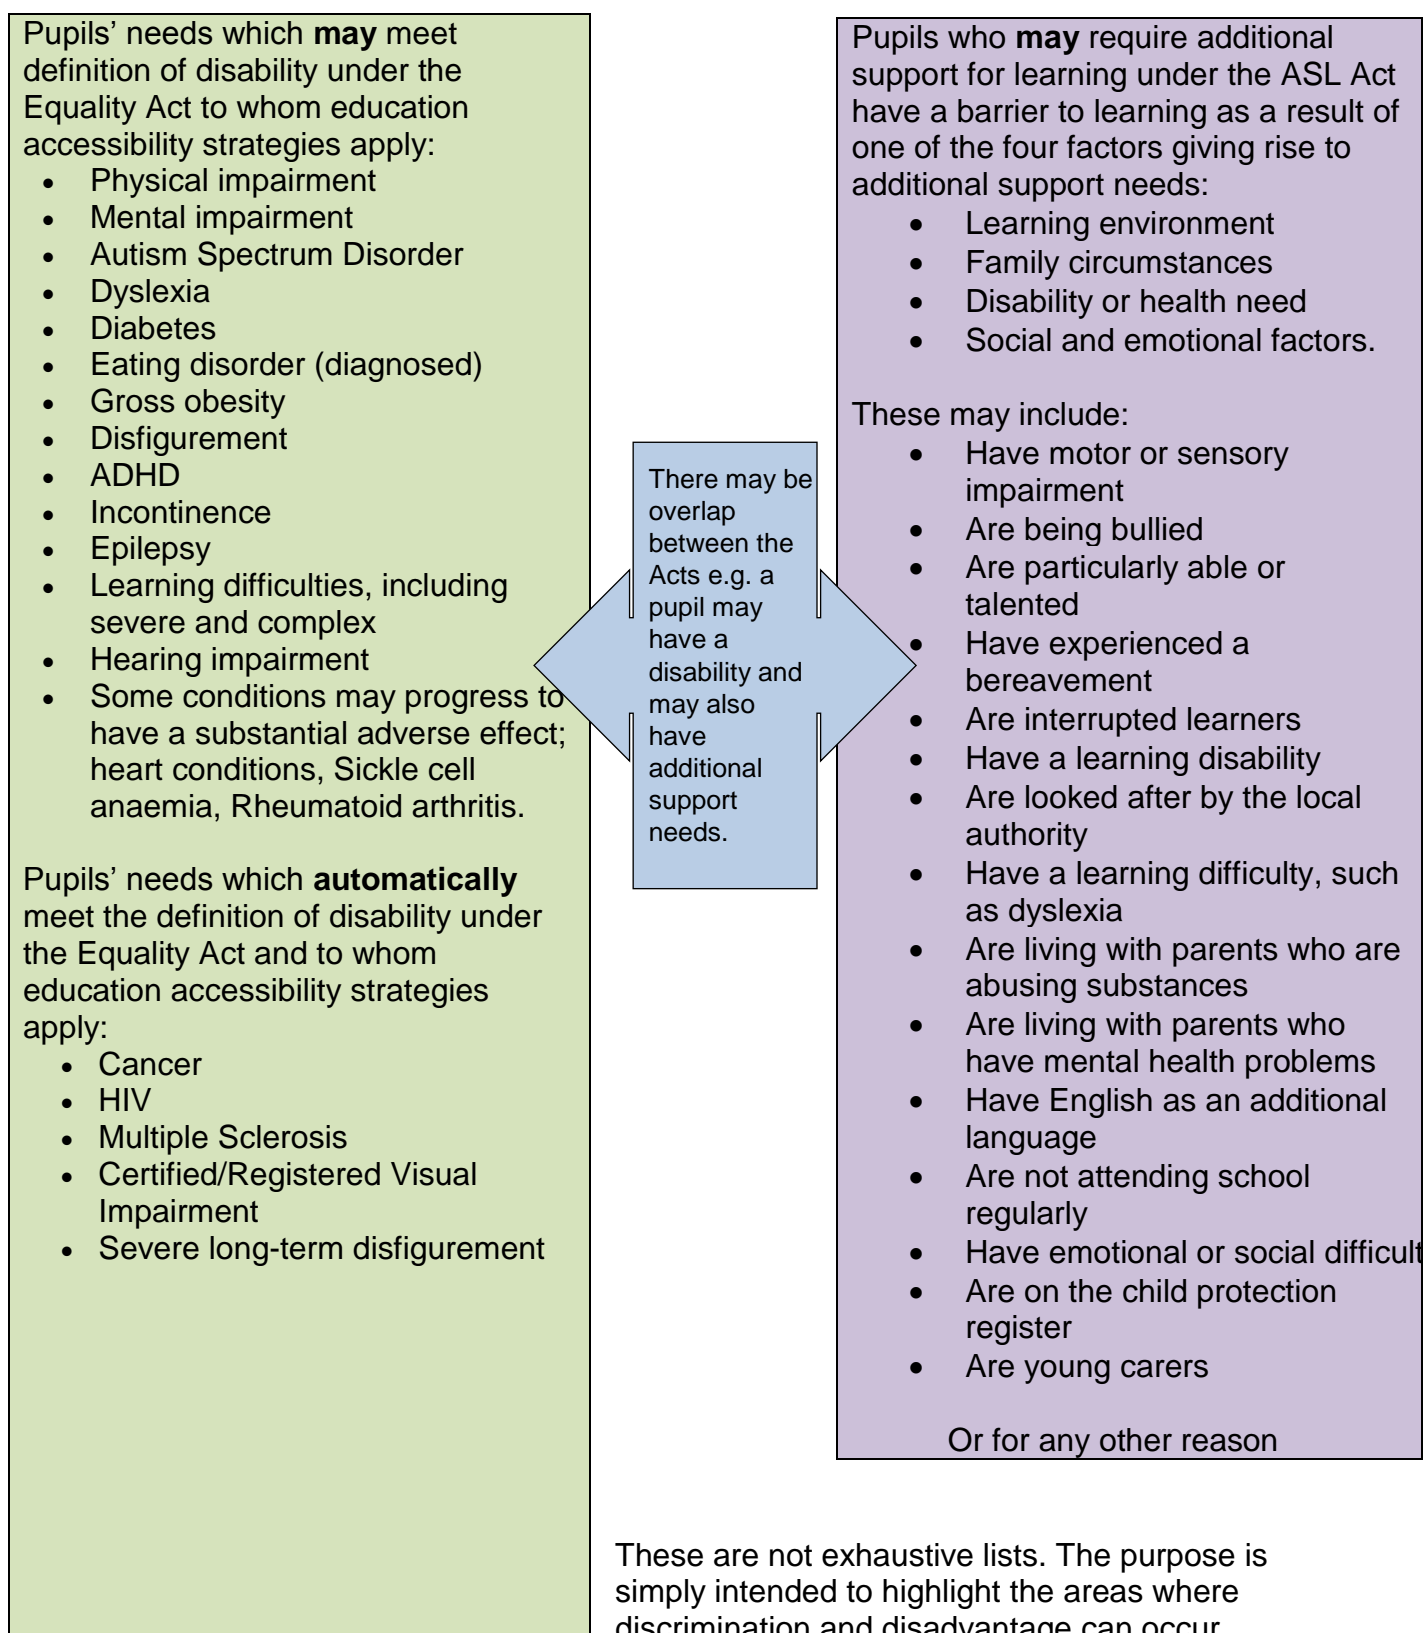 Pupils’ needs which may meet
definition of disability under the
Equality Act to whom education
accessibility strategies apply:
• Physical impairment
• Mental impairment
• Autism Spectrum Disorder
• Dyslexia
• Diabetes
• Eating disorder (diagnosed)
• Gross obesity
• Disfigurement
• ADHD
• Incontinence
• Epilepsy
• Learning difficulties, including
severe and complex
• Hearing impairment
• Some conditions may progress to
have a substantial adverse effect;
heart conditions, Sickle cell
anaemia, Rheumatoid arthritis.
Pupils’ needs which automatically
meet the definition of disability under
the Equality Act and to whom
education accessibility strategies
apply:
• Cancer
• HIV
• Multiple Sclerosis
• Certified/Registered Visual
Impairment
• Severe long-term disfigurement
There may be
overlap
between the
Acts e.g. a
pupil may
have a
disability and
may also
have
additional
support
needs.
Pupils who may require additional
support for learning under the ASL Act
have a barrier to learning as a result of
one of the four factors giving rise to
additional support needs:
• Learning environment
• Family circumstances
• Disability or health need
• Social and emotional factors.
These may include:
• Have motor or sensory
impairment
• Are being bullied
• Are particularly able or
talented
• Have experienced a
bereavement
• Are interrupted learners
• Have a learning disability
• Are looked after by the local
authority
• Have a learning difficulty, such
as dyslexia
• Are living with parents who are
abusing substances
• Are living with parents who
have mental health problems
• Have English as an additional
language
• Are not attending school
regularly
• Have emotional or social difficult
• Are on the child protection
register
• Are young carers
Or for any other reason
These are not exhaustive lists. The purpose is
simply intended to highlight the areas where
discrimination and disadvantage can occur